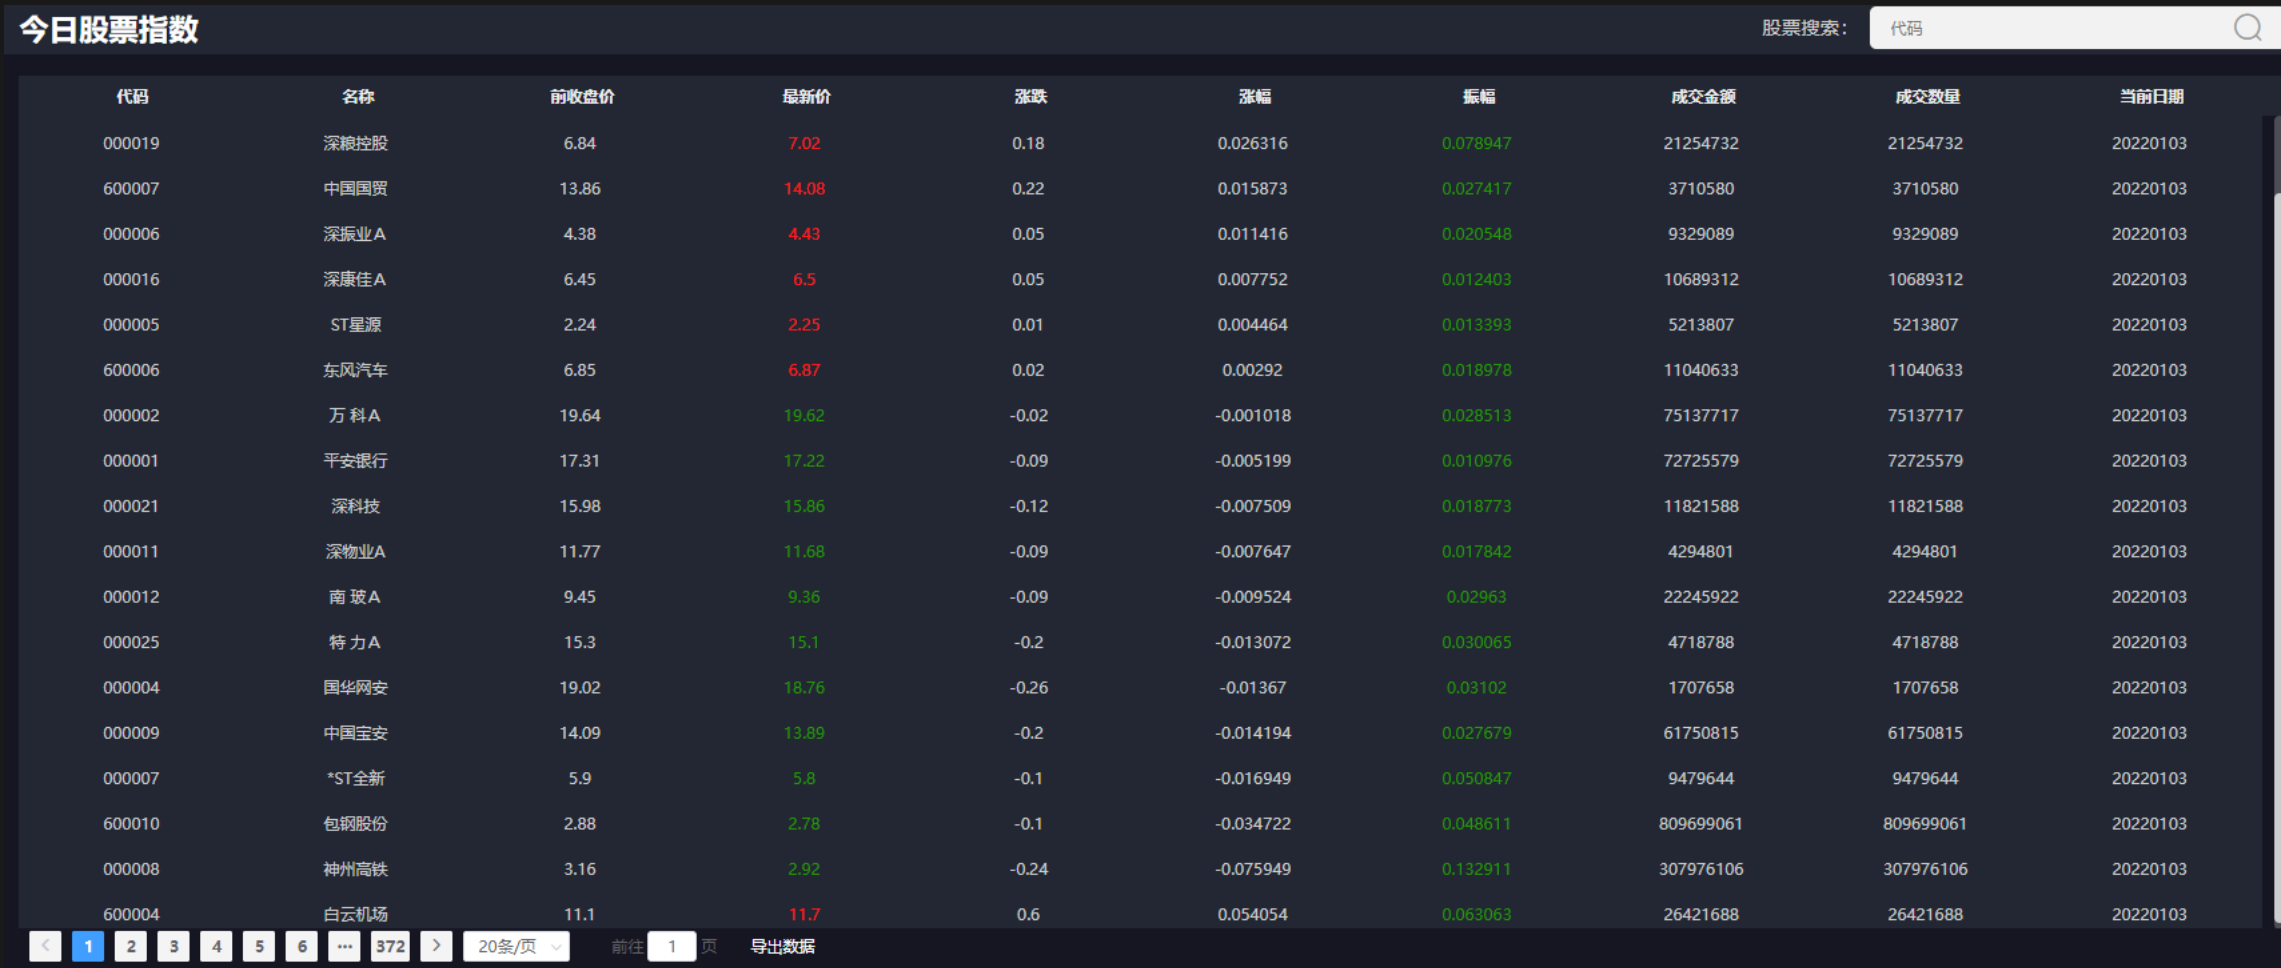 今日股票指数 股票搜索： 代码
代码 名称 前收盘价 最新价 涨跌 涨幅 振幅 成交金额 成交数量 当前日期
000019 深粮控股 6.84 7.02 0.18 0.026316 0.078947 21254732 21254732 20220103
600007 中国国贸 13.86 14.08 0.22 0.015873 0.027417 3710580 3710580 20220103
000006 深振业A 4.38 4.43 0.05 0.011416 0.020548 9329089 9329089 20220103
000016 深康佳A 6.45 6.5 0.05 0.007752 0.012403 10689312 10689312 20220103
000005 ST星源 2.24 2.25 0.01 0.004464 0.013393 5213807 5213807 20220103
600006 东风汽车 6.85 6.87 0.02 0.00292 0.018978 11040633 11040633 20220103
000002 万 科A 19.64 19.62 -0.02 -0.001018 0.028513 75137717 75137717 20220103
000001 平安银行 17.31 17.22 -0.09 -0.005199 0.010976 72725579 72725579 20220103
000021 深科技 15.98 15.86 -0.12 -0.007509 0.018773 11821588 11821588 20220103
000011 深物业A 11.77 11.68 -0.09 -0.007647 0.017842 4294801 4294801 20220103
000012 南 玻A 9.45 9.36 -0.09 -0.009524 0.02963 22245922 22245922 20220103
000025 特 力A 15.3 15.1 -0.2 -0.013072 0.030065 4718788 4718788 20220103
000004 国华网安 19.02 18.76 -0.26 -0.01367 0.03102 1707658 1707658 20220103
000009 中国宝安 14.09 13.89 -0.2 -0.014194 0.027679 61750815 61750815 20220103
000007 *ST全新 5.9 5.8 -0.1 -0.016949 0.050847 9479644 9479644 20220103
600010 包钢股份 2.88 2.78 -0.1 -0.034722 0.048611 809699061 809699061 20220103
000008 神州高铁 3.16 2.92 -0.24 -0.075949 0.132911 307976106 307976106 20220103
600004 白云机场 11.1 11.7 0.6 0.054054 0.063063 26421688 26421688 20220103
1 2 3 4 5 6 ··· 372 20条/页 前往 1 页 导出数据